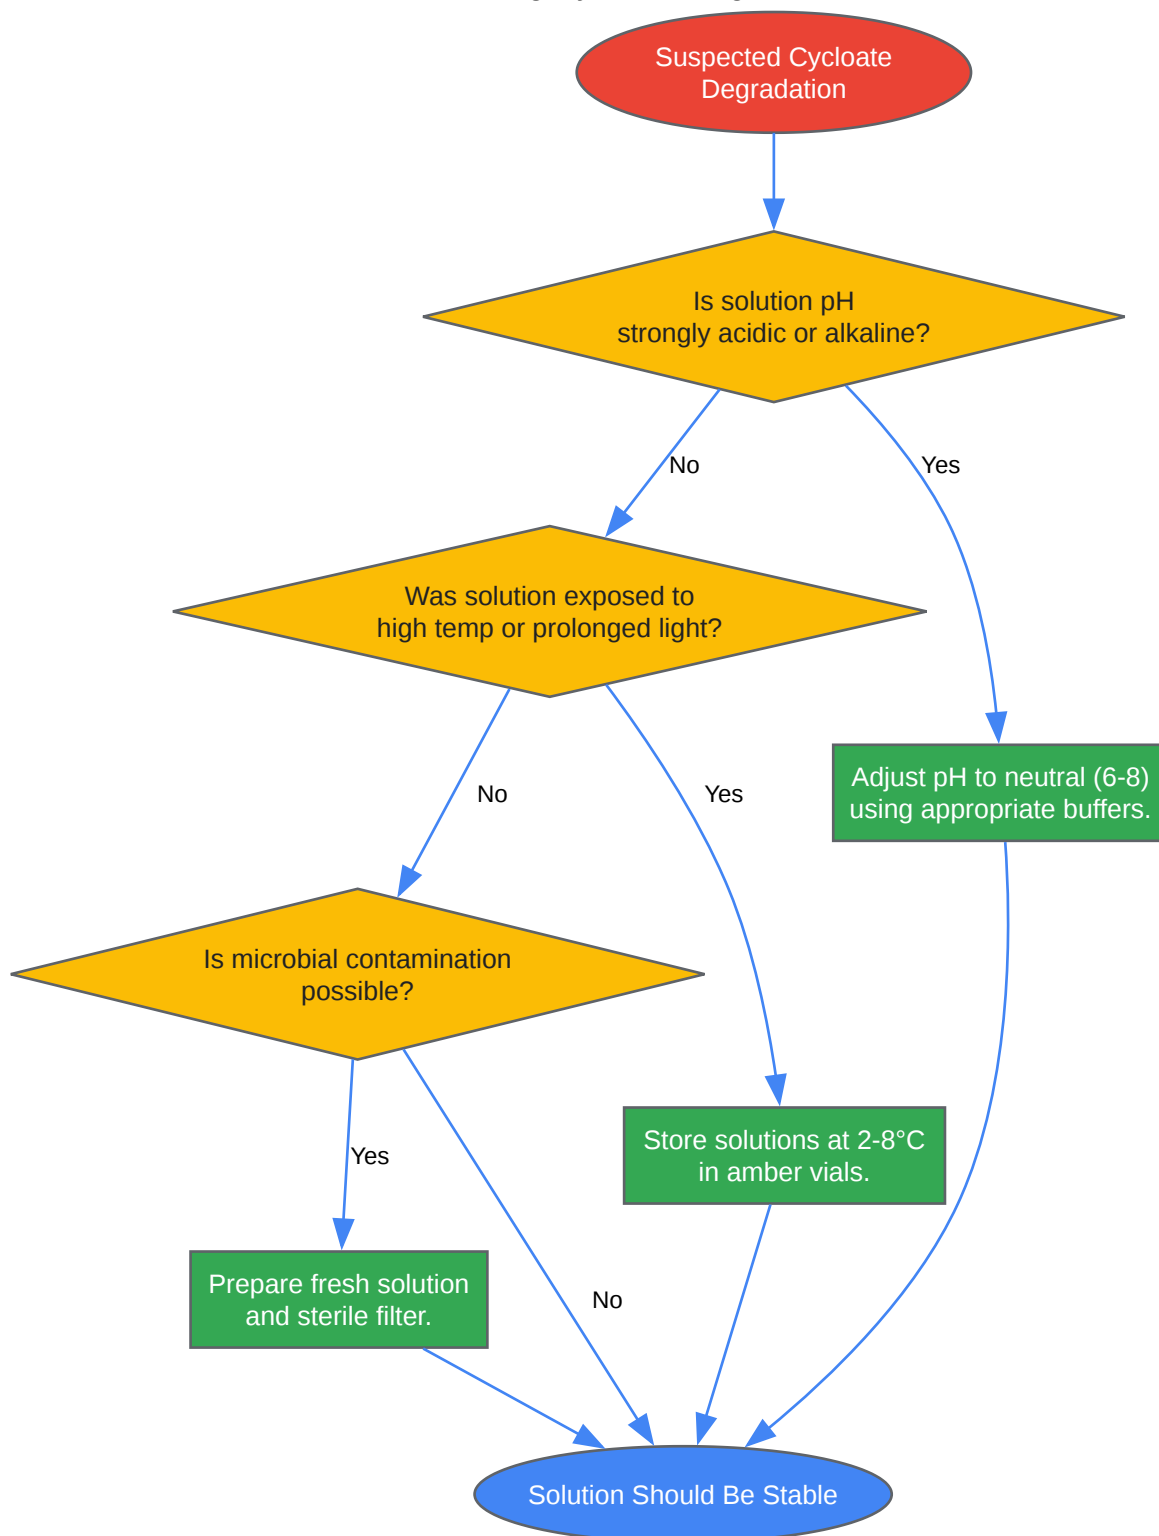 Suspected Cycloate
Degradation
Is solution pH
strongly acidic or alkaline?
No
Yes
Was solution exposed to
high temp or prolonged light?
No
Yes
Adjust pH to neutral (6-8)
using appropriate buffers.
Is microbial contamination
possible?
Yes
Store solutions at 2-8°C
in amber vials.
Prepare fresh solution
and sterile filter.
No
Solution Should Be Stable